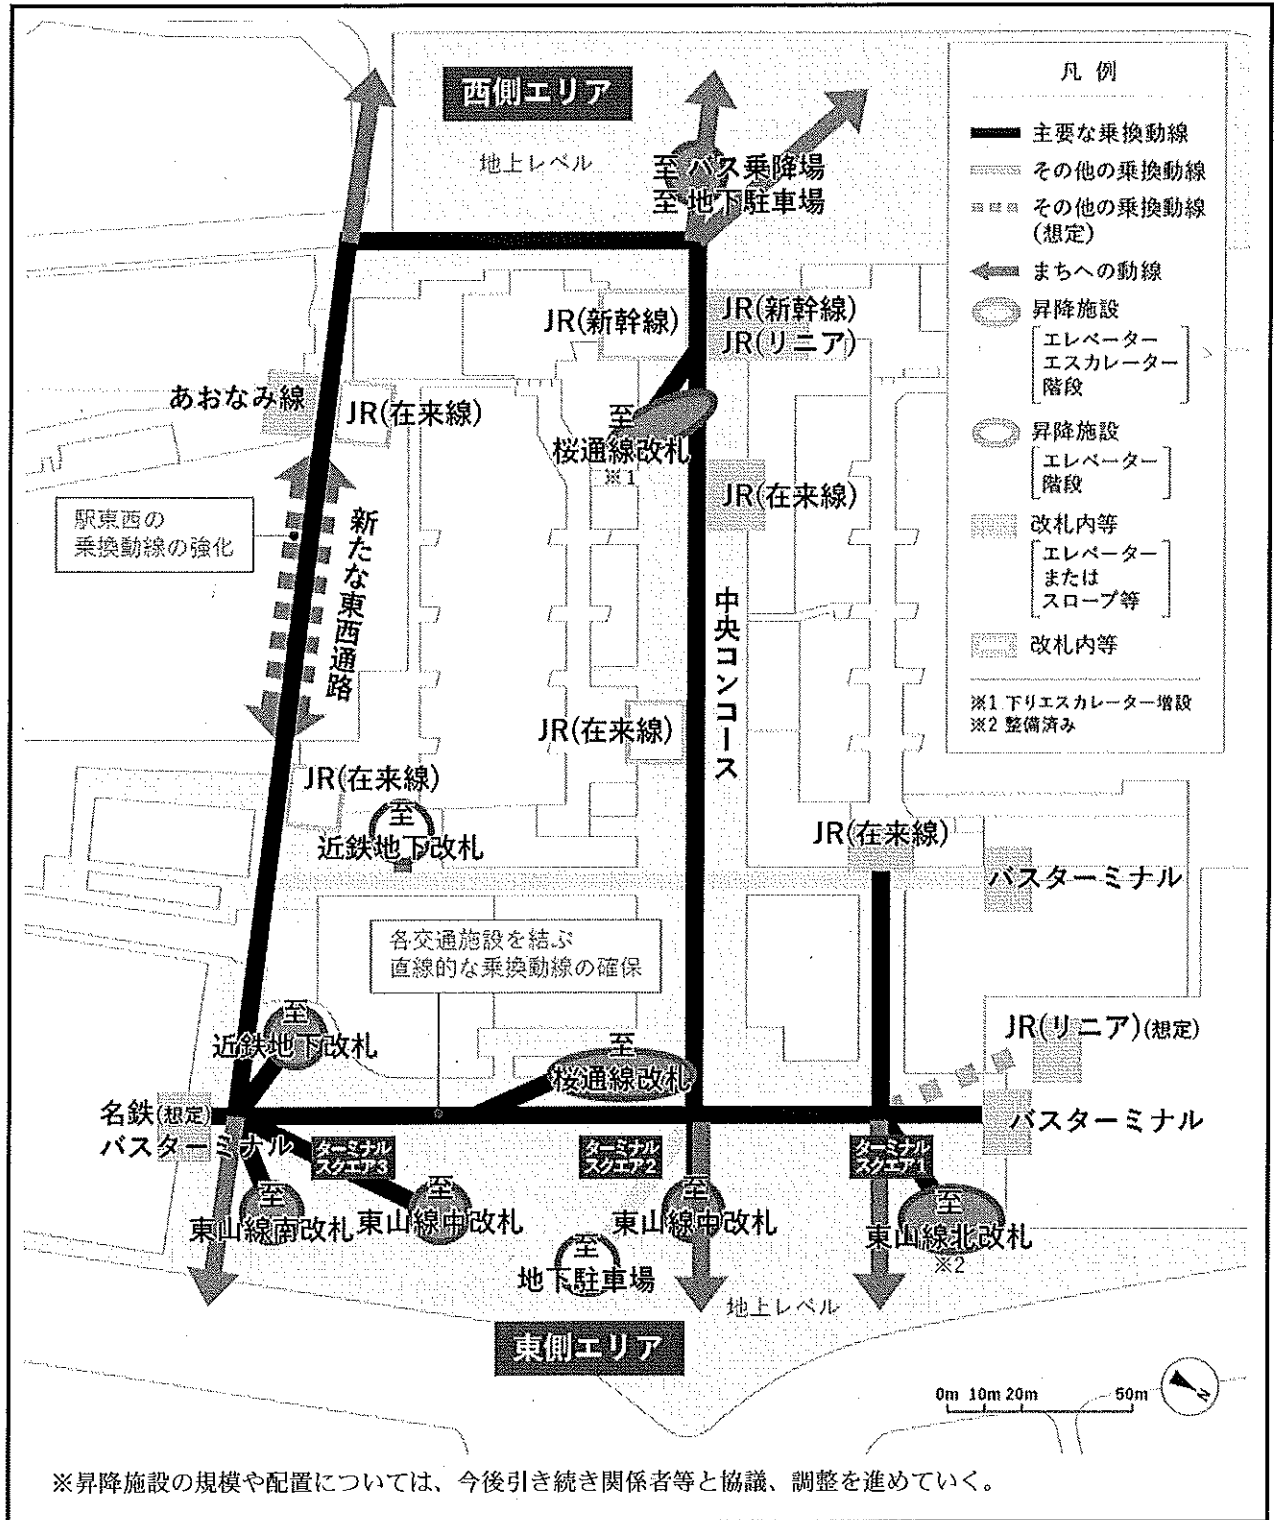 西側エリア
地上レベル
至 バス乗降場
至 地下駐車場
凡 例
主要な乗換動線
その他の乗換動線
その他の乗換動線
(想定)
まちへの動線
昇降施設
エレベーター
エスカレーター
階段
昇降施設
エレベーター
階段
改札内等
エレベーター
または
スロープ等
改札内等
※1 下りエスカレーター増設
※2 整備済み
JR(新幹線)
JR(新幹線)
JR(リニア)
あおなみ線
JR(在来線)
至
桜通線改札
※1
JR(在来線)
駅東西の
乗換動線の強化
新たな東西通路
中央コンコース
JR(在来線)
JR(在来線)
至
近鉄地下改札
JR(在来線)
バスターミナル
各交通施設を結ぶ
直線的な乗換動線の確保
至
近鉄地下改札
至
桜通線改札
JR(リニア)(想定)
名鉄(想定)
バスターミナル
バスターミナル
ターミナル
スクエア3
ターミナル
スクエア2
ターミナル
スクエア1
至
東山線南改札
至
東山線中改札
至
東山線中改札
至
東山線北改札
※2
至
地下駐車場
地上レベル
東側エリア
0m 10m 20m 50m
N
※昇降施設の規模や配置については、今後引き続き関係者等と協議、調整を進めていく。